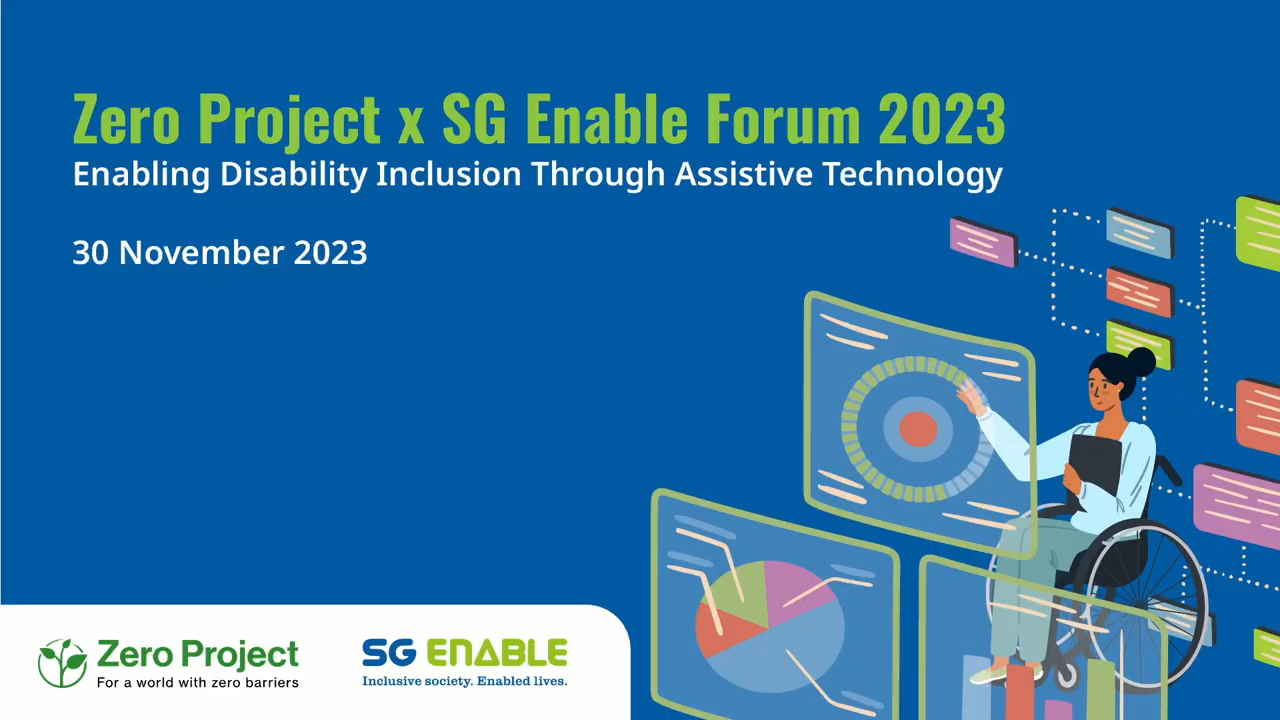 Zero Project x SG Enable Forum 2023
Enabling Disability Inclusion Through Assistive Technology
30 November 2023
Zero Project
For a world with zero barriers
SG ENABLE
Inclusive society. Enabled lives.